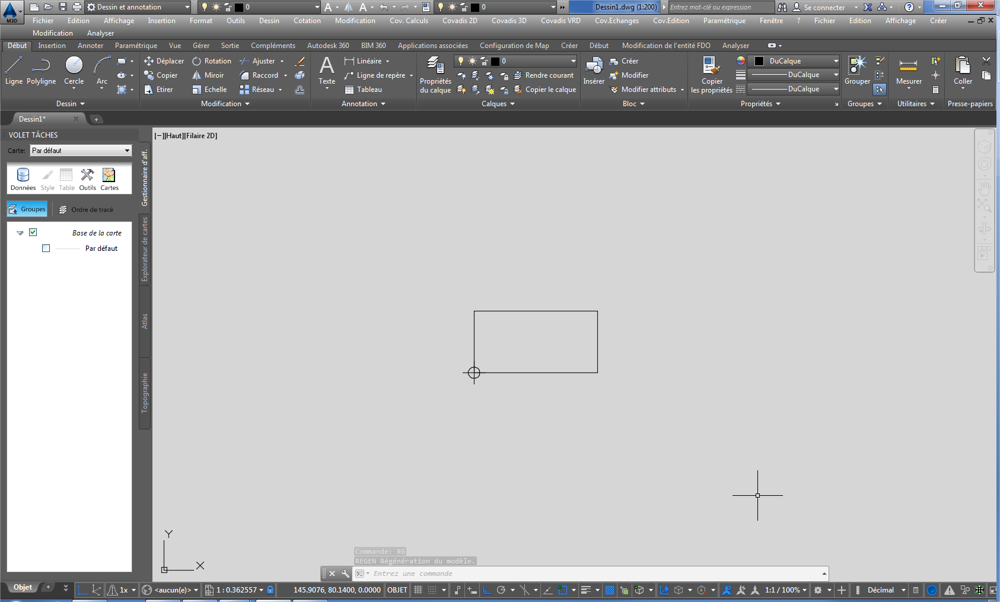 M3D
Dessin et annotation
0
A
A
0
Dessin1.dwg (1:200)
Entrez mot-clé ou expression
Se connecter
Fichier Edition Affichage Insertion Format Outils Dessin Cotation Modification Cov. Calculs Covadis 2D Covadis 3D Covadis VRD Cov.Echanges Cov.Edition Paramétrique Fenêtre ? Fichier Edition Affichage Créer
Modification Analyser
Début Insertion Annoter Paramétrique Vue Gérer Sortie Compléments Autodesk 360 BIM 360 Applications associées Configuration de Map Créer Début Modification de l'entité FDO Analyser
Ligne Polyligne Cercle Arc
Dessin
Déplacer Rotation Ajuster
Copier Miroir Raccord
Etirer Echelle Réseau
Modification
A
Texte
Linéaire
Ligne de repère
Tableau
Annotation
Propriétés
du calque
0
Rendre courant
Copier le calque
Calques
Insérer
Créer
Modifier
Modifier attributs
Bloc
Copier
les propriétés
DuCalque
DuCalque
DuCalque
Propriétés
Grouper
Groupes
Mesurer
Utilitaires
Coller
Presse-papiers
Dessin1*
VOLET TÂCHES
Carte: Par défaut
Données Style Table Outils Cartes
Groupes Ordre de tracé
Base de la carte
Par défaut
Gestionnaire d'aff.
Explorateur de cartes
Atlas
Topographie
[−][Haut][Filaire 2D]
Y
X
Commande: RG
REGEN Régénération du modèle.
Entrez une commande
Objet
1x
<aucun(e)>
1 : 0.362557
145.9076, 80.1400, 0.0000
OBJET
1:1 / 100%
Décimal